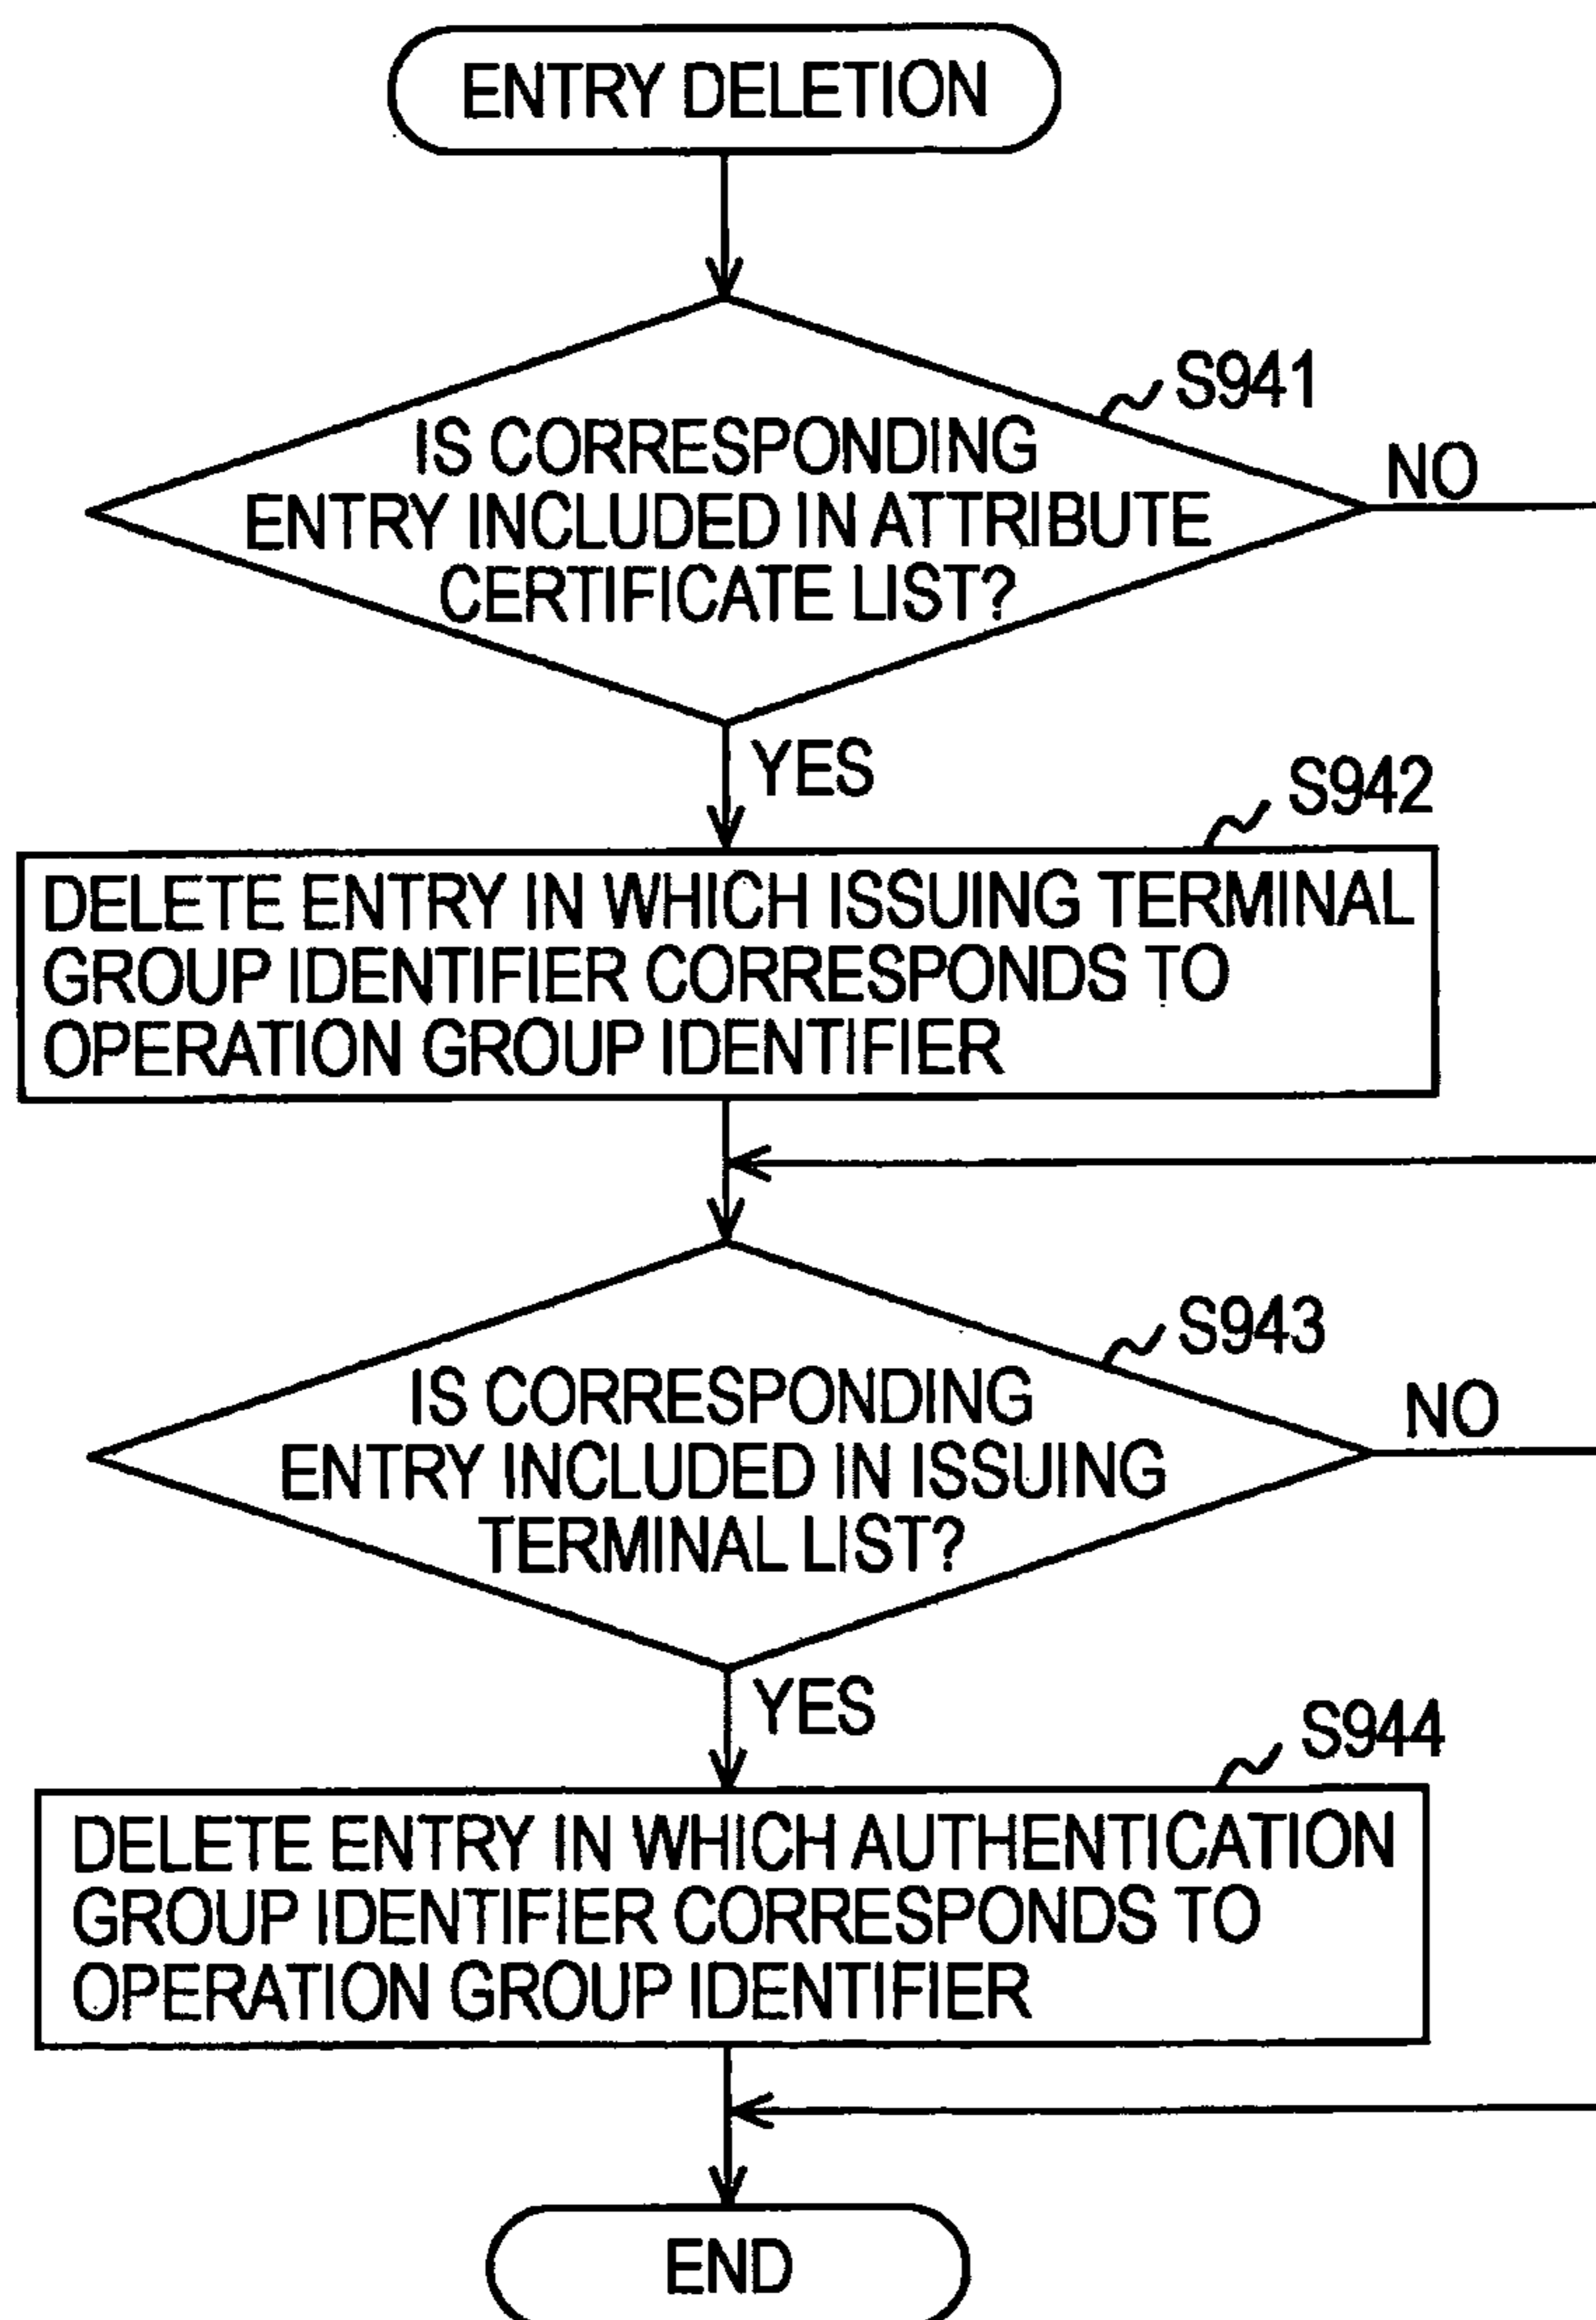 ENTRY DELETION
S941
IS CORRESPONDING
ENTRY INCLUDED IN ATTRIBUTE
CERTIFICATE LIST?
NO
YES
S942
DELETE ENTRY IN WHICH ISSUING TERMINAL
GROUP IDENTIFIER CORRESPONDS TO
OPERATION GROUP IDENTIFIER
S943
IS CORRESPONDING
ENTRY INCLUDED IN ISSUING
TERMINAL LIST?
NO
YES
S944
DELETE ENTRY IN WHICH AUTHENTICATION
GROUP IDENTIFIER CORRESPONDS TO
OPERATION GROUP IDENTIFIER
END